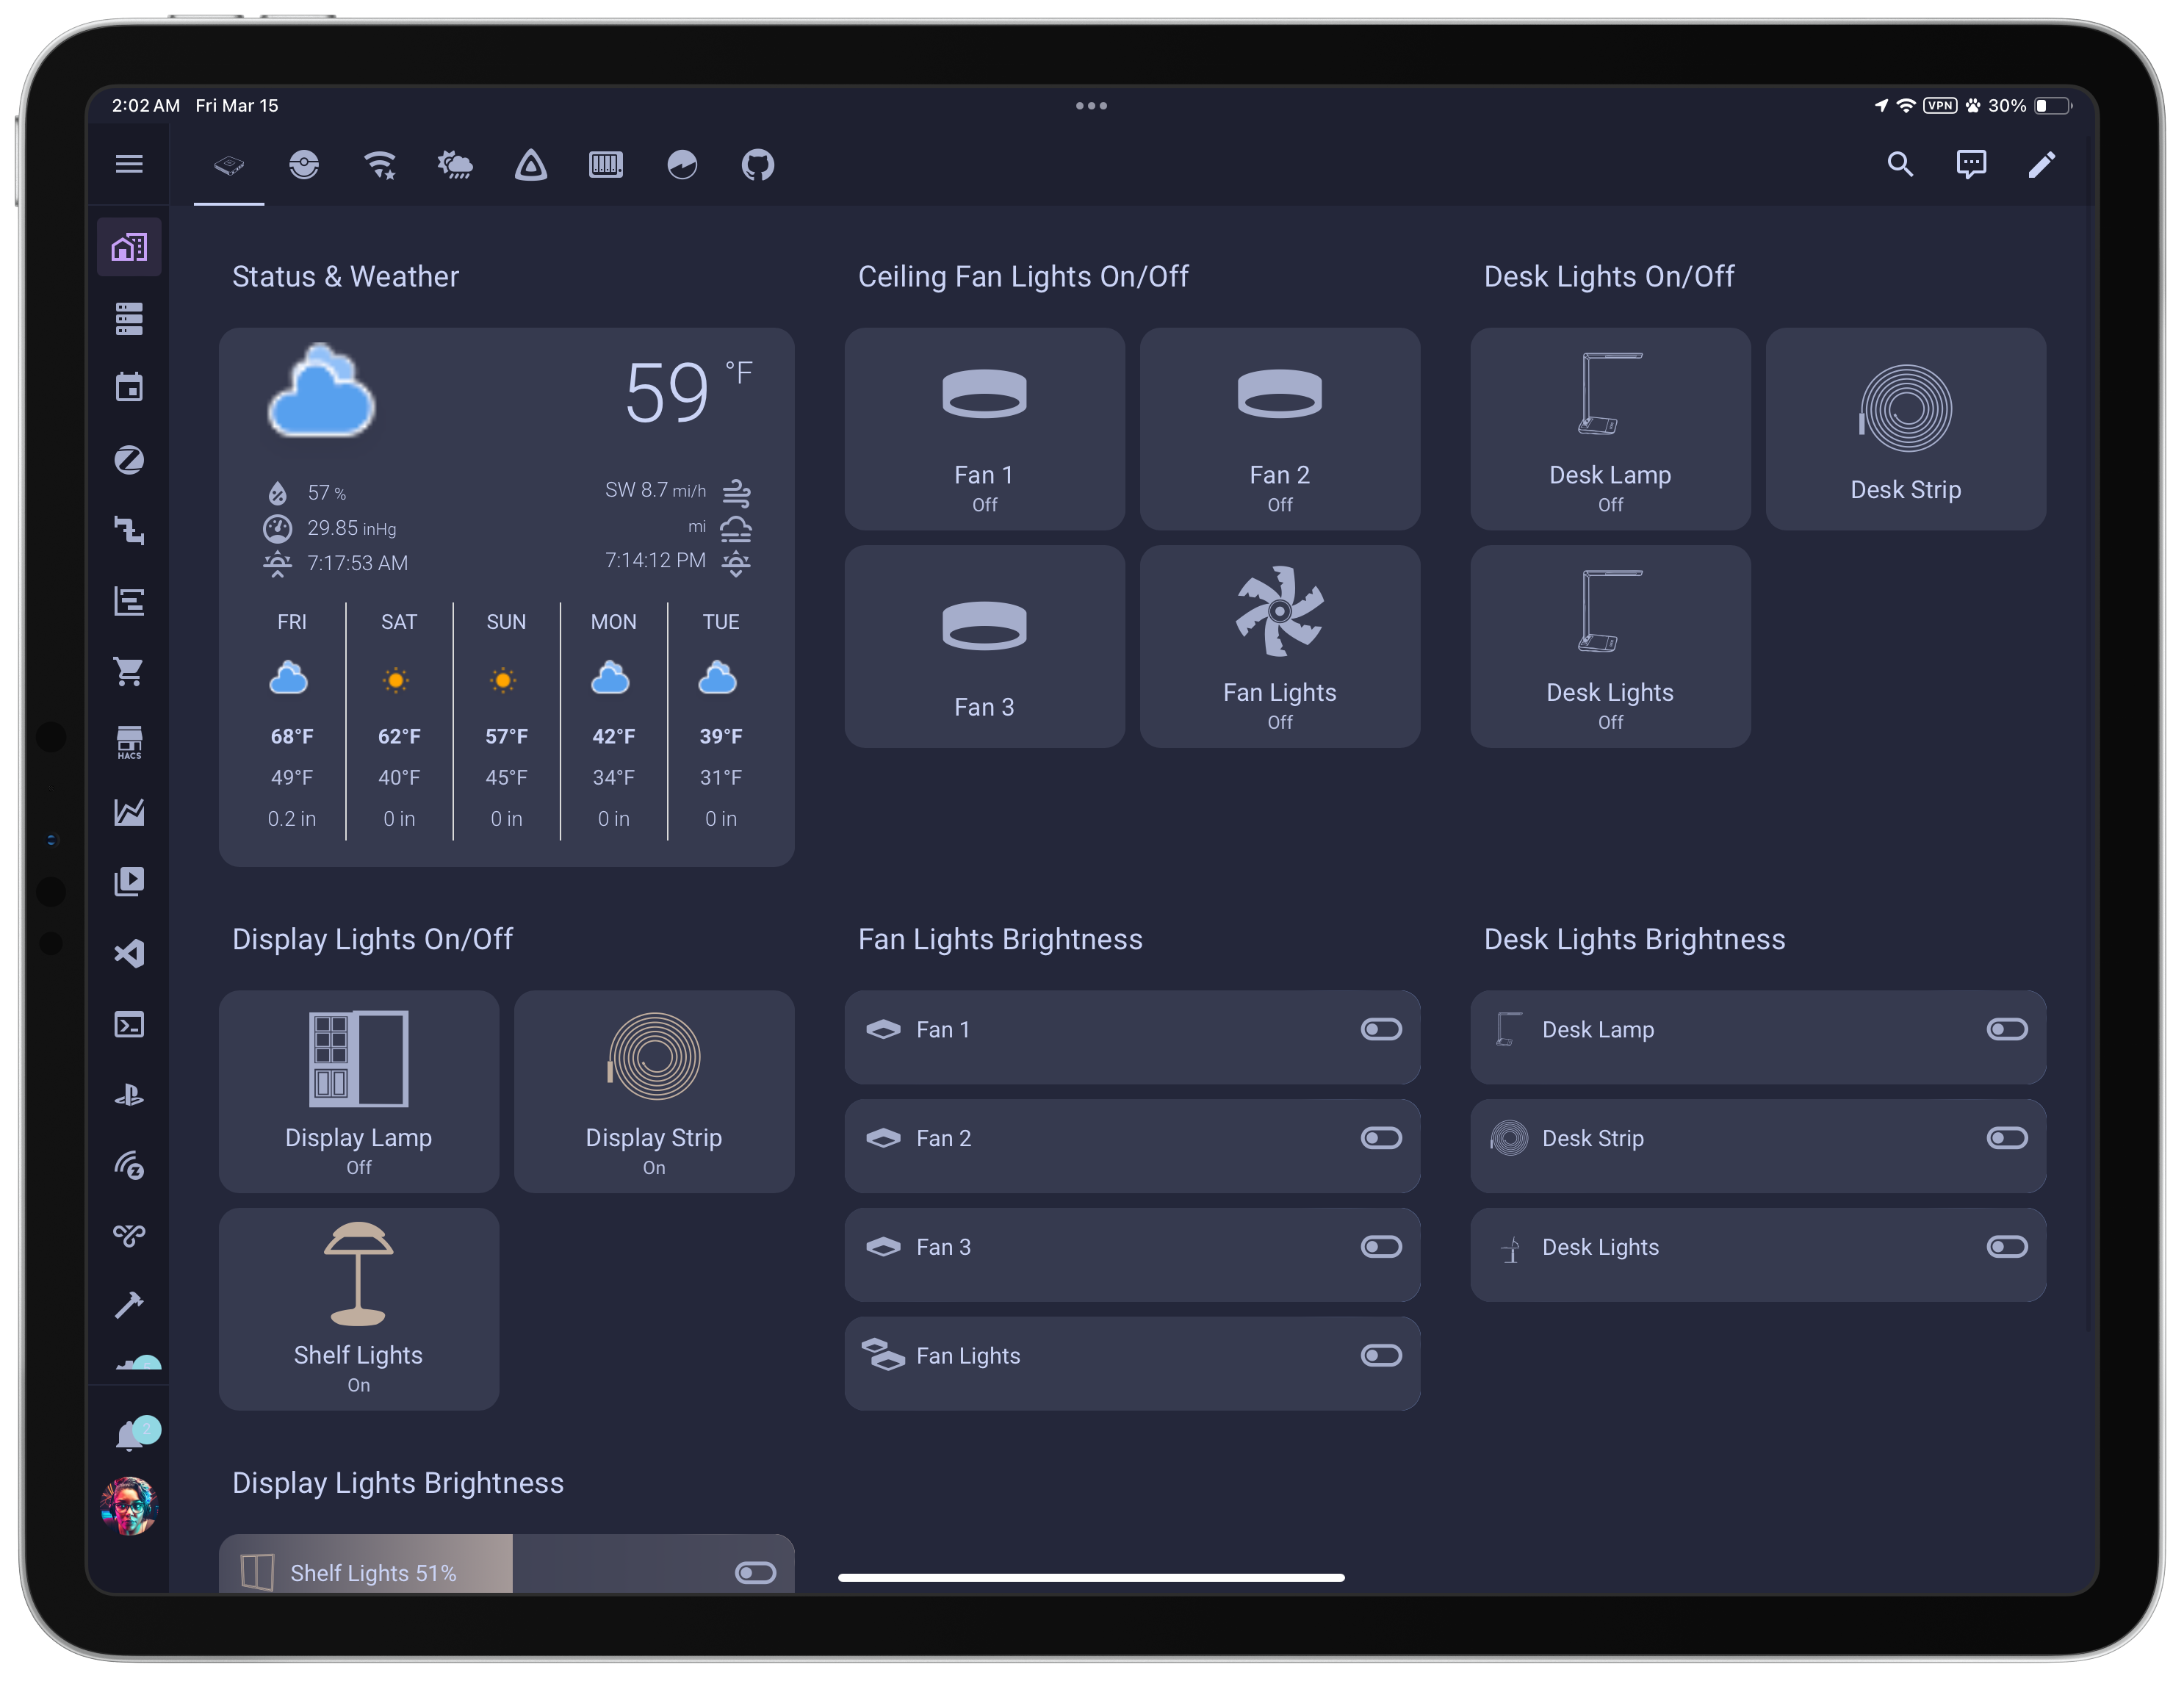 2:02 AM Fri Mar 15
VPN 30%
Status & Weather
59 °F
57 %
SW 8.7 mi/h
29.85 inHg
mi
7:17:53 AM
7:14:12 PM
FRI SAT SUN MON TUE
68°F 62°F 57°F 42°F 39°F
49°F 40°F 45°F 34°F 31°F
0.2 in 0 in 0 in 0 in 0 in
Ceiling Fan Lights On/Off
Fan 1
Off
Fan 2
Off
Fan 3
Fan Lights
Off
Desk Lights On/Off
Desk Lamp
Off
Desk Strip
Desk Lights
Off
HACS
Display Lights On/Off
Display Lamp
Off
Display Strip
On
Shelf Lights
On
Fan Lights Brightness
Fan 1
Fan 2
Fan 3
Fan Lights
Desk Lights Brightness
Desk Lamp
Desk Strip
Desk Lights
2
Display Lights Brightness
Shelf Lights 51%